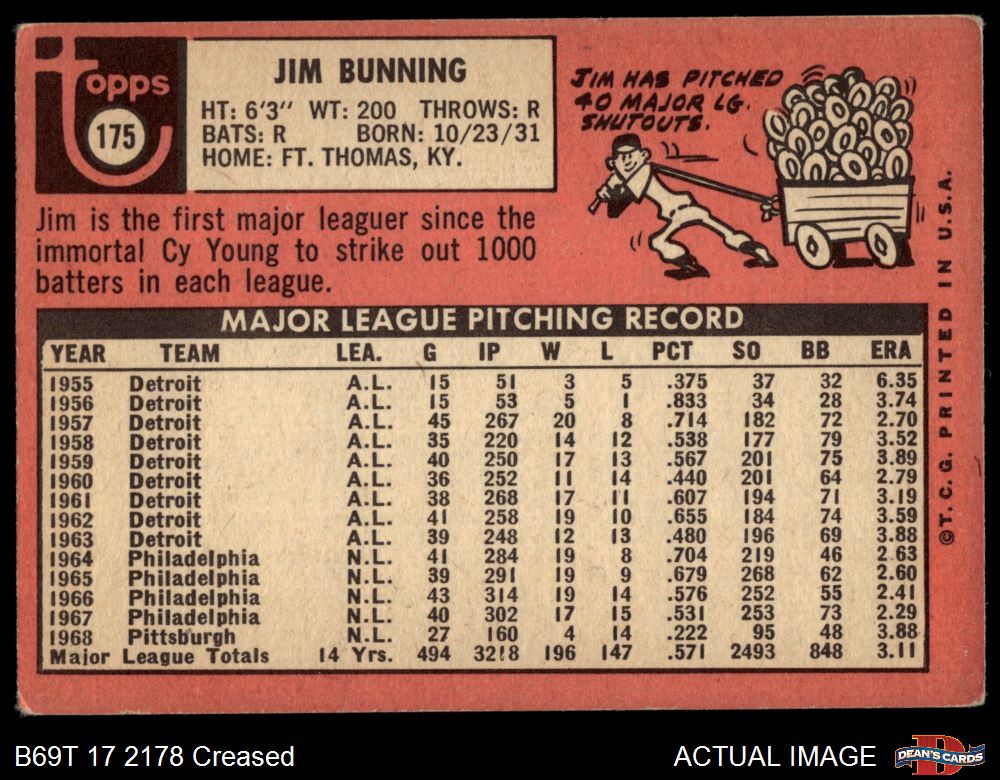 topps
175
JIM BUNNING
HT: 6'3" WT: 200 THROWS: R
BATS: R BORN: 10/23/31
HOME: FT. THOMAS, KY.
JIM HAS PITCHED
40 MAJOR LG.
SHUTOUTS.
Jim is the first major leaguer since the
immortal Cy Young to strike out 1000
batters in each league.
MAJOR LEAGUE PITCHING RECORD
YEAR TEAM LEA. G IP W L PCT SO BB ERA
1955 Detroit A.L. 15 51 3 5 .375 37 32 6.35
1956 Detroit A.L. 15 53 5 1 .833 34 28 3.74
1957 Detroit A.L. 45 267 20 8 .714 182 72 2.70
1958 Detroit A.L. 35 220 14 12 .538 177 79 3.52
1959 Detroit A.L. 40 250 17 13 .567 201 75 3.89
1960 Detroit A.L. 36 252 11 14 .440 201 64 2.79
1961 Detroit A.L. 38 268 17 11 .607 194 71 3.19
1962 Detroit A.L. 41 258 19 10 .655 184 74 3.59
1963 Detroit A.L. 39 248 12 13 .480 196 69 3.88
1964 Philadelphia N.L. 41 284 19 8 .704 219 46 2.63
1965 Philadelphia N.L. 39 291 19 9 .679 268 62 2.60
1966 Philadelphia N.L. 43 314 19 14 .576 252 55 2.41
1967 Philadelphia N.L. 40 302 17 15 .531 253 73 2.29
1968 Pittsburgh N.L. 27 160 4 14 .222 95 48 3.88
Major League Totals 14 Yrs. 494 3218 196 147 .571 2493 848 3.11
©T. C. G. PRINTED IN U.S.A.
B69T 17 2178 Creased
ACTUAL IMAGE
DEAN'S CARDS